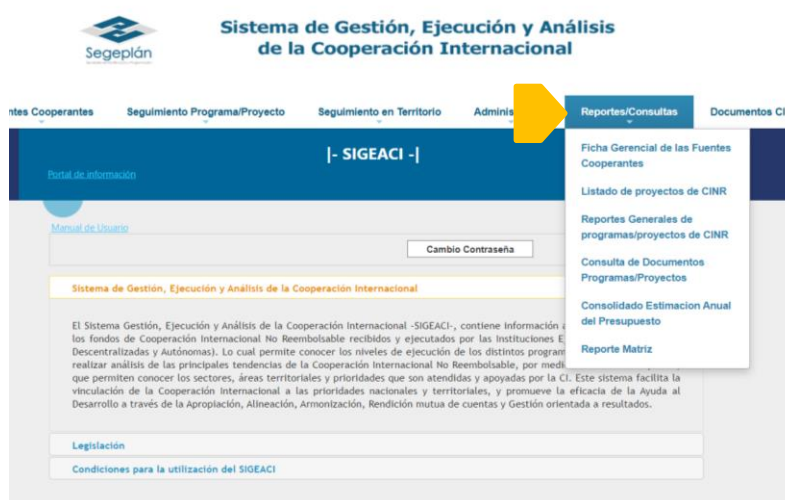 Segeplán
Sistema de Gestión, Ejecución y Análisis
de la Cooperación Internacional
ntes Cooperantes Seguimiento Programa/Proyecto Seguimiento en Territorio Adminis Reportes/Consultas Documentos CI
|- SIGEACI -|
Portal de información
Manual de Usuario
Cambio Contraseña
Ficha Gerencial de las Fuentes
Cooperantes
Listado de proyectos de CINR
Reportes Generales de
programas/proyectos de CINR
Consulta de Documentos
Programas/Proyectos
Consolidado Estimacion Anual
del Presupuesto
Reporte Matriz
Sistema de Gestión, Ejecución y Análisis de la Cooperación Internacional
El Sistema Gestión, Ejecución y Análisis de la Cooperación Internacional -SIGEACI-, contiene información a
los fondos de Cooperación Internacional No Reembolsable recibidos y ejecutados por las Instituciones E
Descentralizadas y Autónomas). Lo cual permite conocer los niveles de ejecución de los distintos program
realizar análisis de las principales tendencias de la Cooperación Internacional No Reembolsable, por medi
que permiten conocer los sectores, áreas territoriales y prioridades que son atendidas y apoyadas por la CI. Este sistema facilita la
vinculación de la Cooperación Internacional a las prioridades nacionales y territoriales, y promueve la eficacia de la Ayuda al
Desarrollo a través de la Apropiación, Alineación, Armonización, Rendición mutua de cuentas y Gestión orientada a resultados.
Legislación
Condiciones para la utilización del SIGEACI